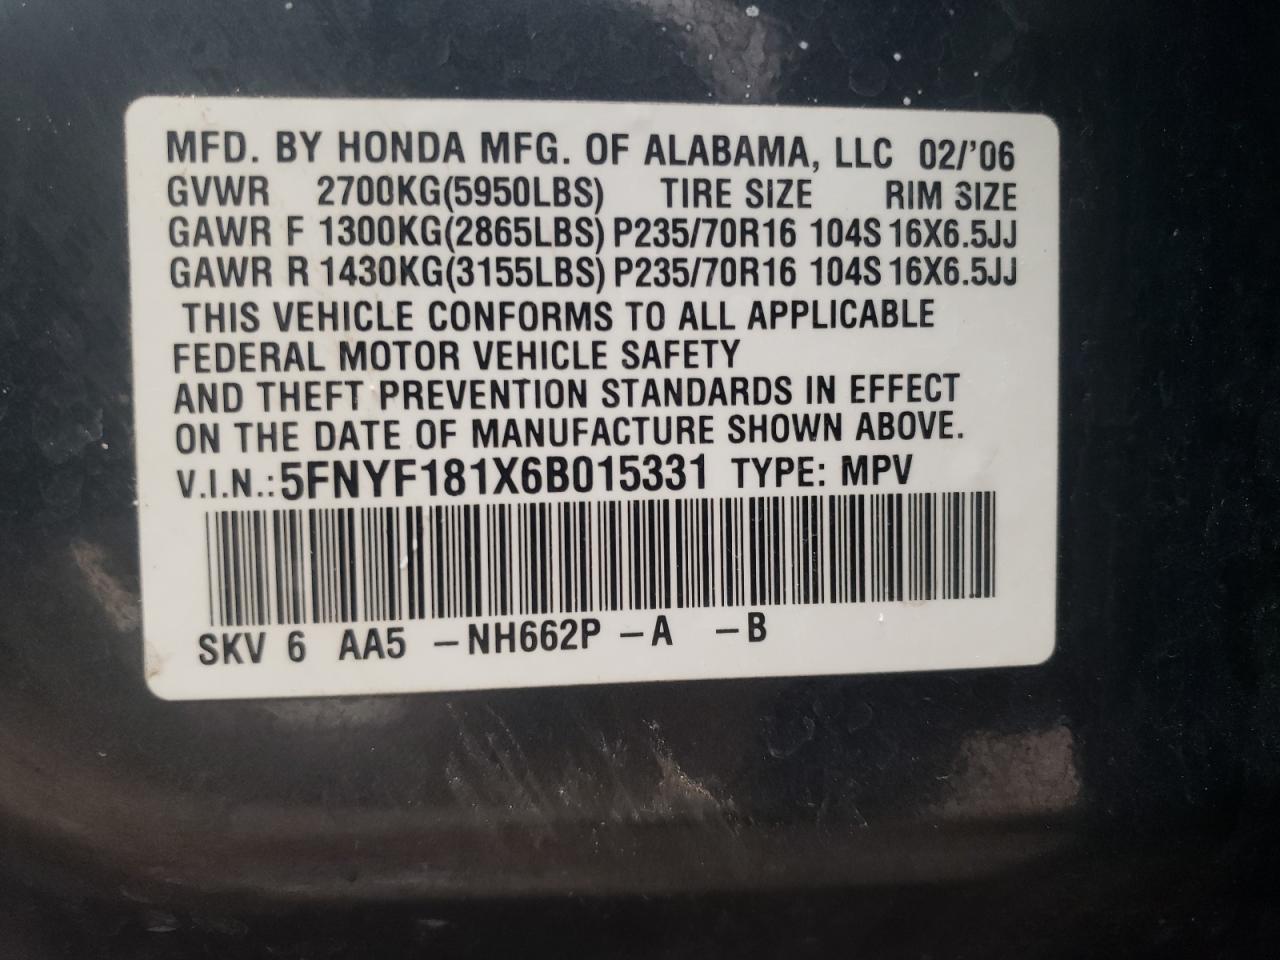 MFD. BY HONDA MFG. OF ALABAMA, LLC 02/'06
GVWR 2700KG(5950LBS) TIRE SIZE RIM SIZE
GAWR F 1300KG(2865LBS) P235/70R16 104S 16X6.5JJ
GAWR R 1430KG(3155LBS) P235/70R16 104S 16X6.5JJ
THIS VEHICLE CONFORMS TO ALL APPLICABLE
FEDERAL MOTOR VEHICLE SAFETY
AND THEFT PREVENTION STANDARDS IN EFFECT
ON THE DATE OF MANUFACTURE SHOWN ABOVE.
V.I.N.: 5FNYF181X6B015331 TYPE: MPV
SKV 6 AA5 –NH662P –A –B